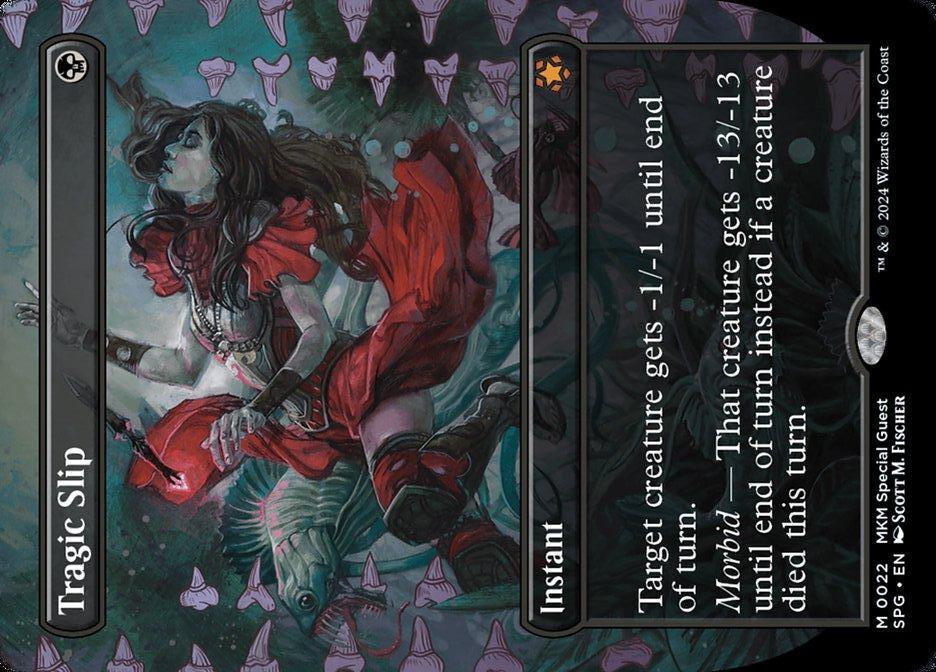 Tragic Slip
Instant
Target creature gets -1/-1 until end
of turn.
Morbid — That creature gets -13/-13
until end of turn instead if a creature
died this turn.
M 0022 MKM Special Guest
SPG • EN Scott M. Fischer
™ & © 2024 Wizards of the Coast